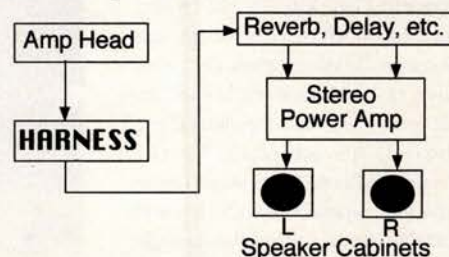 Amp Head
HARNESS
Reverb, Delay, etc.
Stereo
Power Amp
L R
Speaker Cabinets